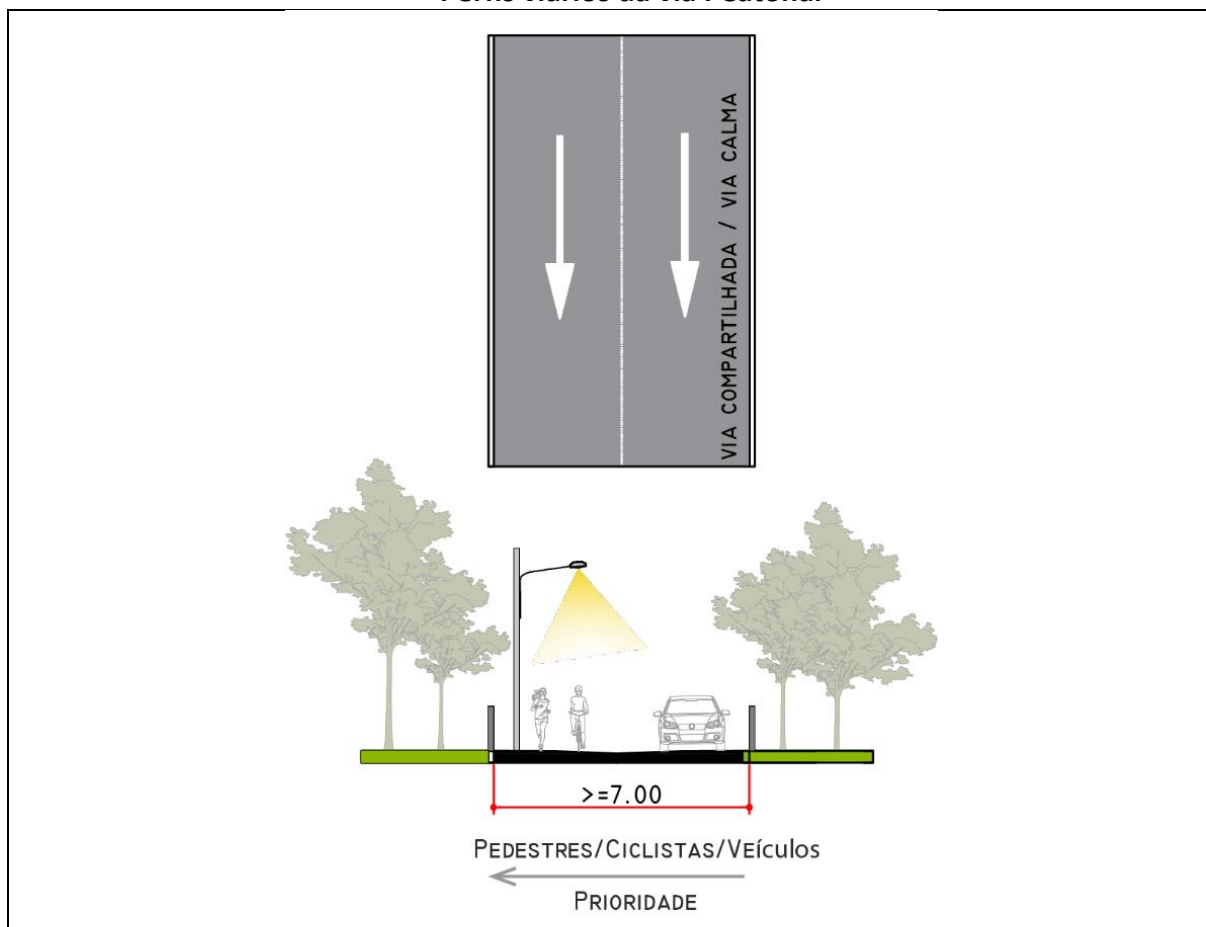 VIA COMPARTILHADA / VIA CALMA
>=7.00
PEDESTRES/CICLISTAS/Veículos
PRIORIDADE